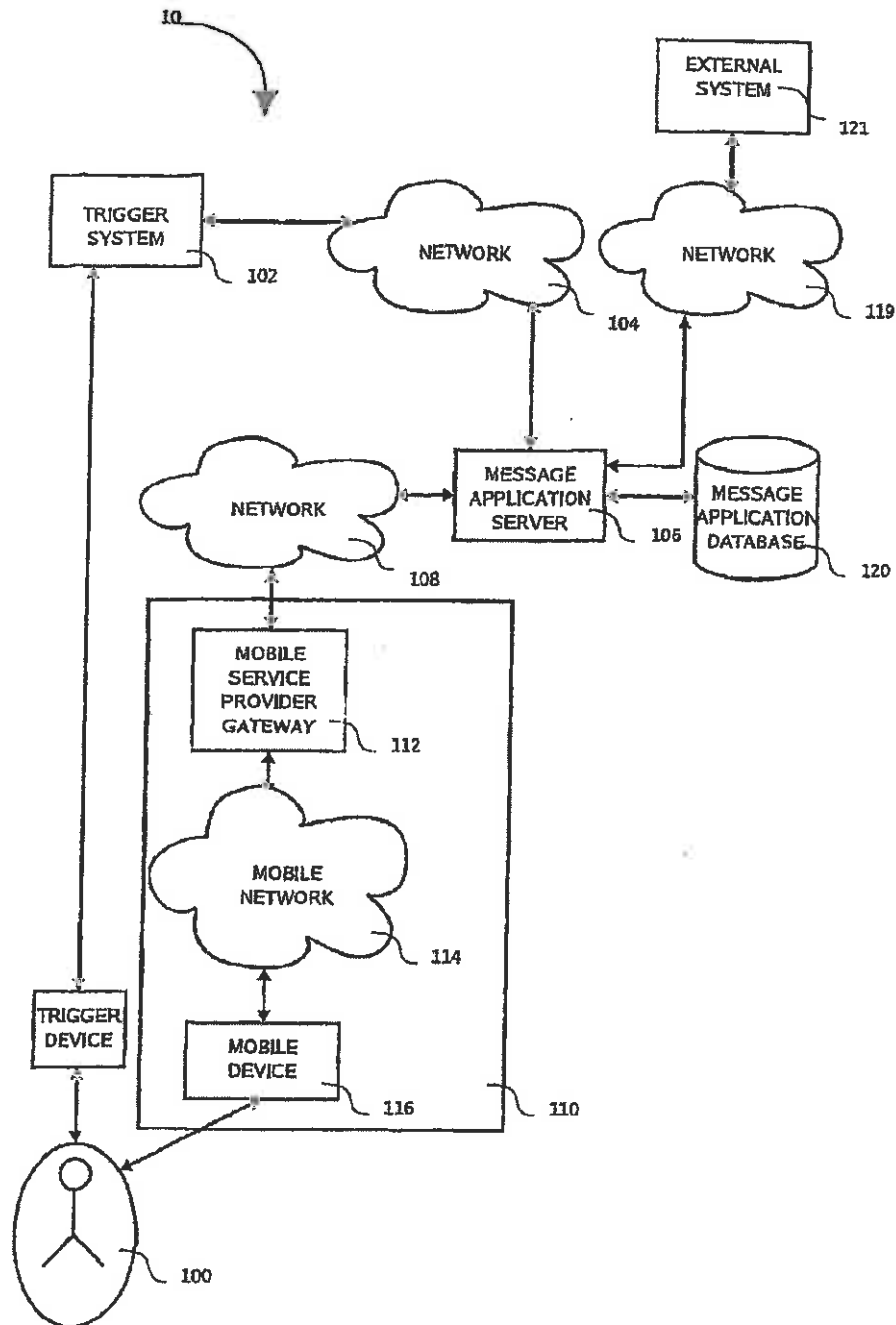 10
EXTERNAL
SYSTEM
121
TRIGGER
SYSTEM
102
NETWORK
104
NETWORK
119
NETWORK
108
MESSAGE
APPLICATION
SERVER
106
MESSAGE
APPLICATION
DATABASE
120
MOBILE
SERVICE
PROVIDER
GATEWAY
112
MOBILE
NETWORK
114
TRIGGER
DEVICE
MOBILE
DEVICE
116
110
100